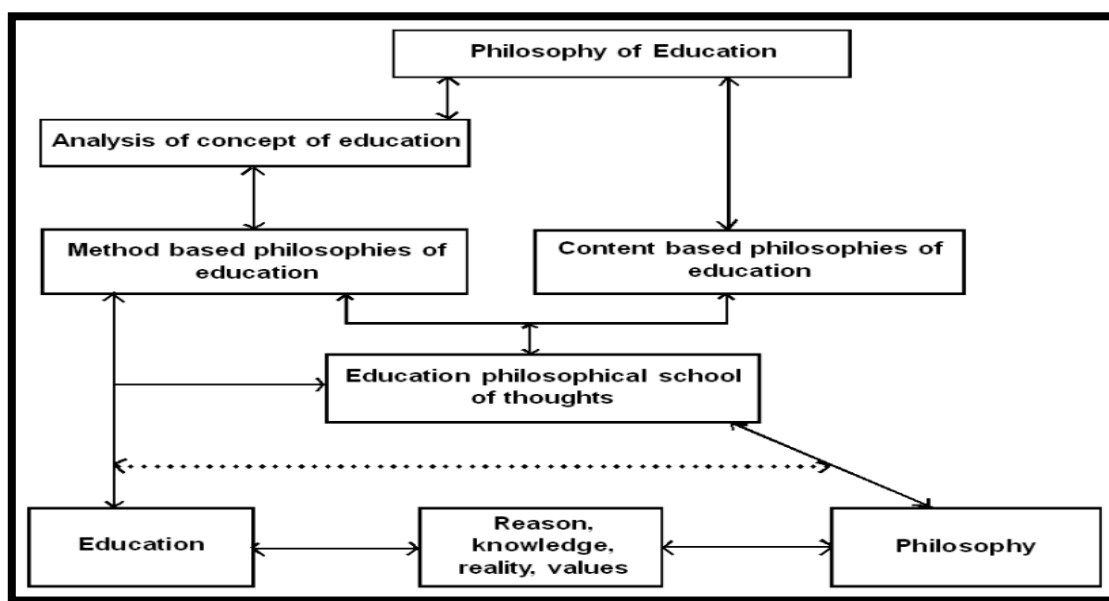 Philosophy of Education
Analysis of concept of education
Method based philosophies of
education
Content based philosophies of
education
Education philosophical school
of thoughts
Education
Reason,
knowledge,
reality, values
Philosophy